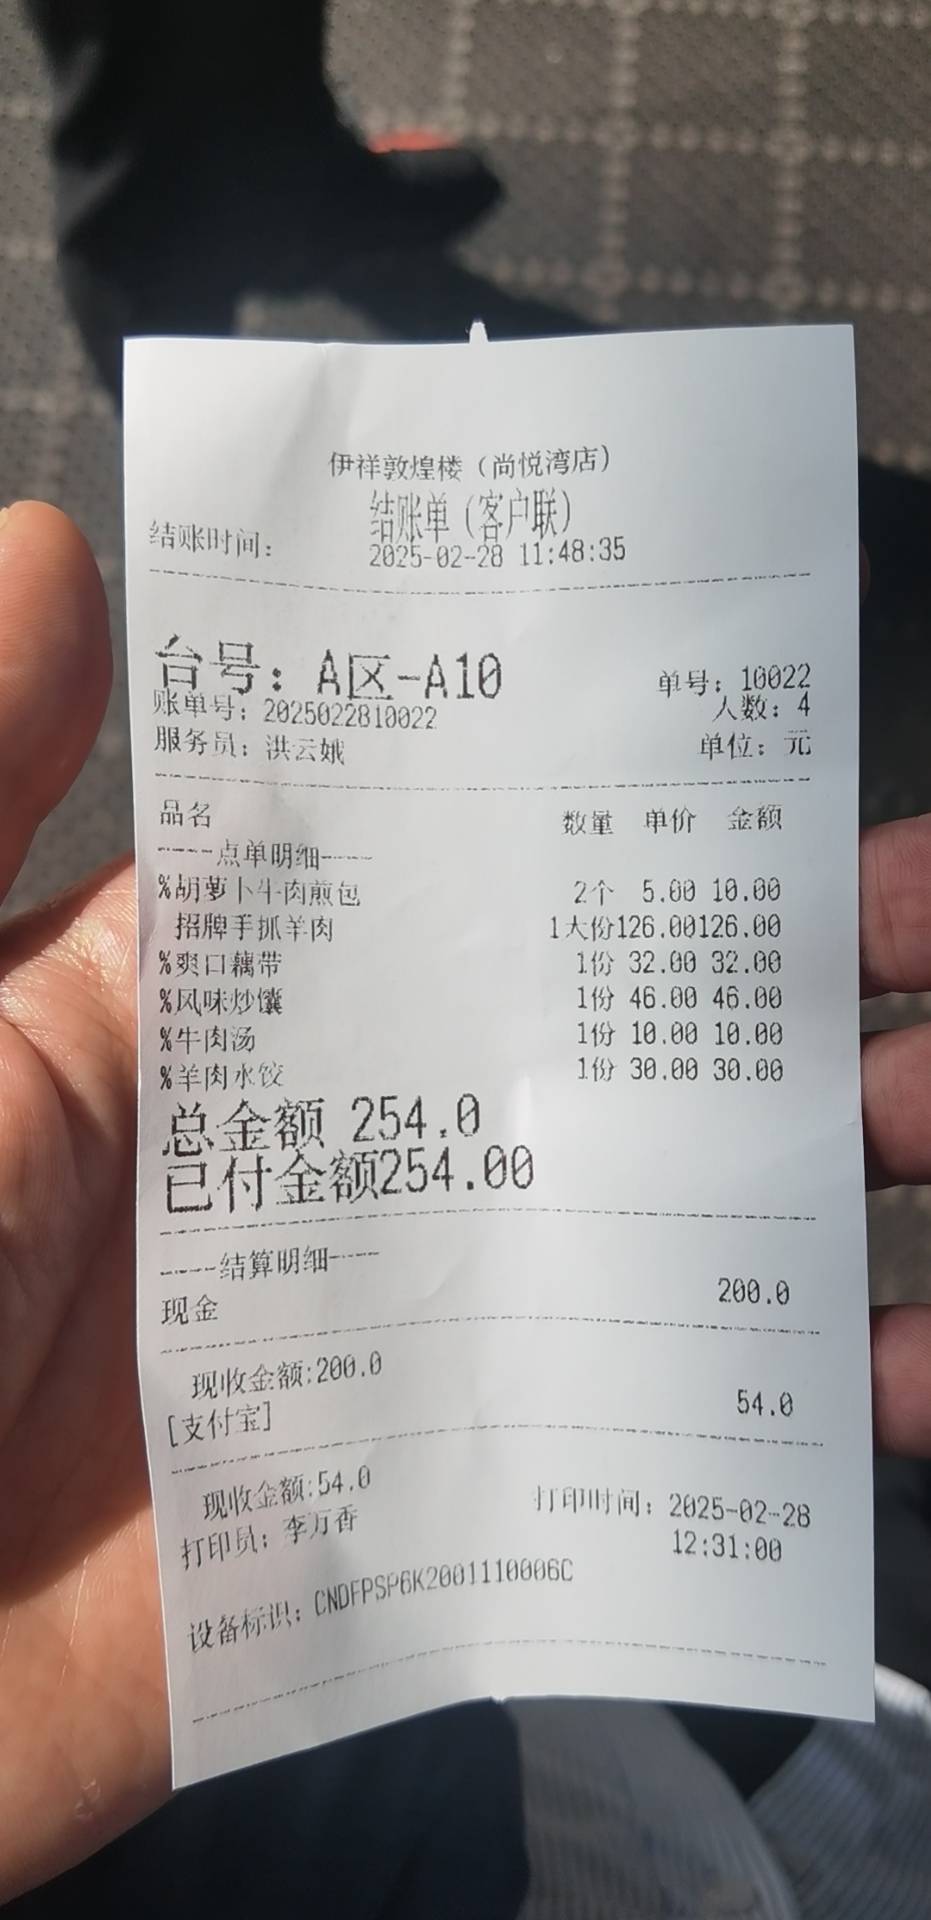 伊祥敦煌楼（尚悦湾店）
结账单（客户联）
结账时间： 2025-02-28 11:48:35
台号：A区-A10 单号：10022
账单号：2025022810022 人数：4
服务员：洪云娥 单位：元
品名 数量 单价 金额
----点单明细----
%胡萝卜牛肉煎包 2个 5.00 10.00
招牌手抓羊肉 1大份126.00126.00
%爽口藕带 1份 32.00 32.00
%风味炒馕 1份 46.00 46.00
%牛肉汤 1份 10.00 10.00
%羊肉水饺 1份 30.00 30.00
总金额 254.0
已付金额254.00
----结算明细----
现金 200.0
现收金额:200.0
[支付宝] 54.0
现收金额:54.0
打印员：李万香 打印时间：2025-02-28
12:31:00
设备标识：CNDFPSP6K2001110006C